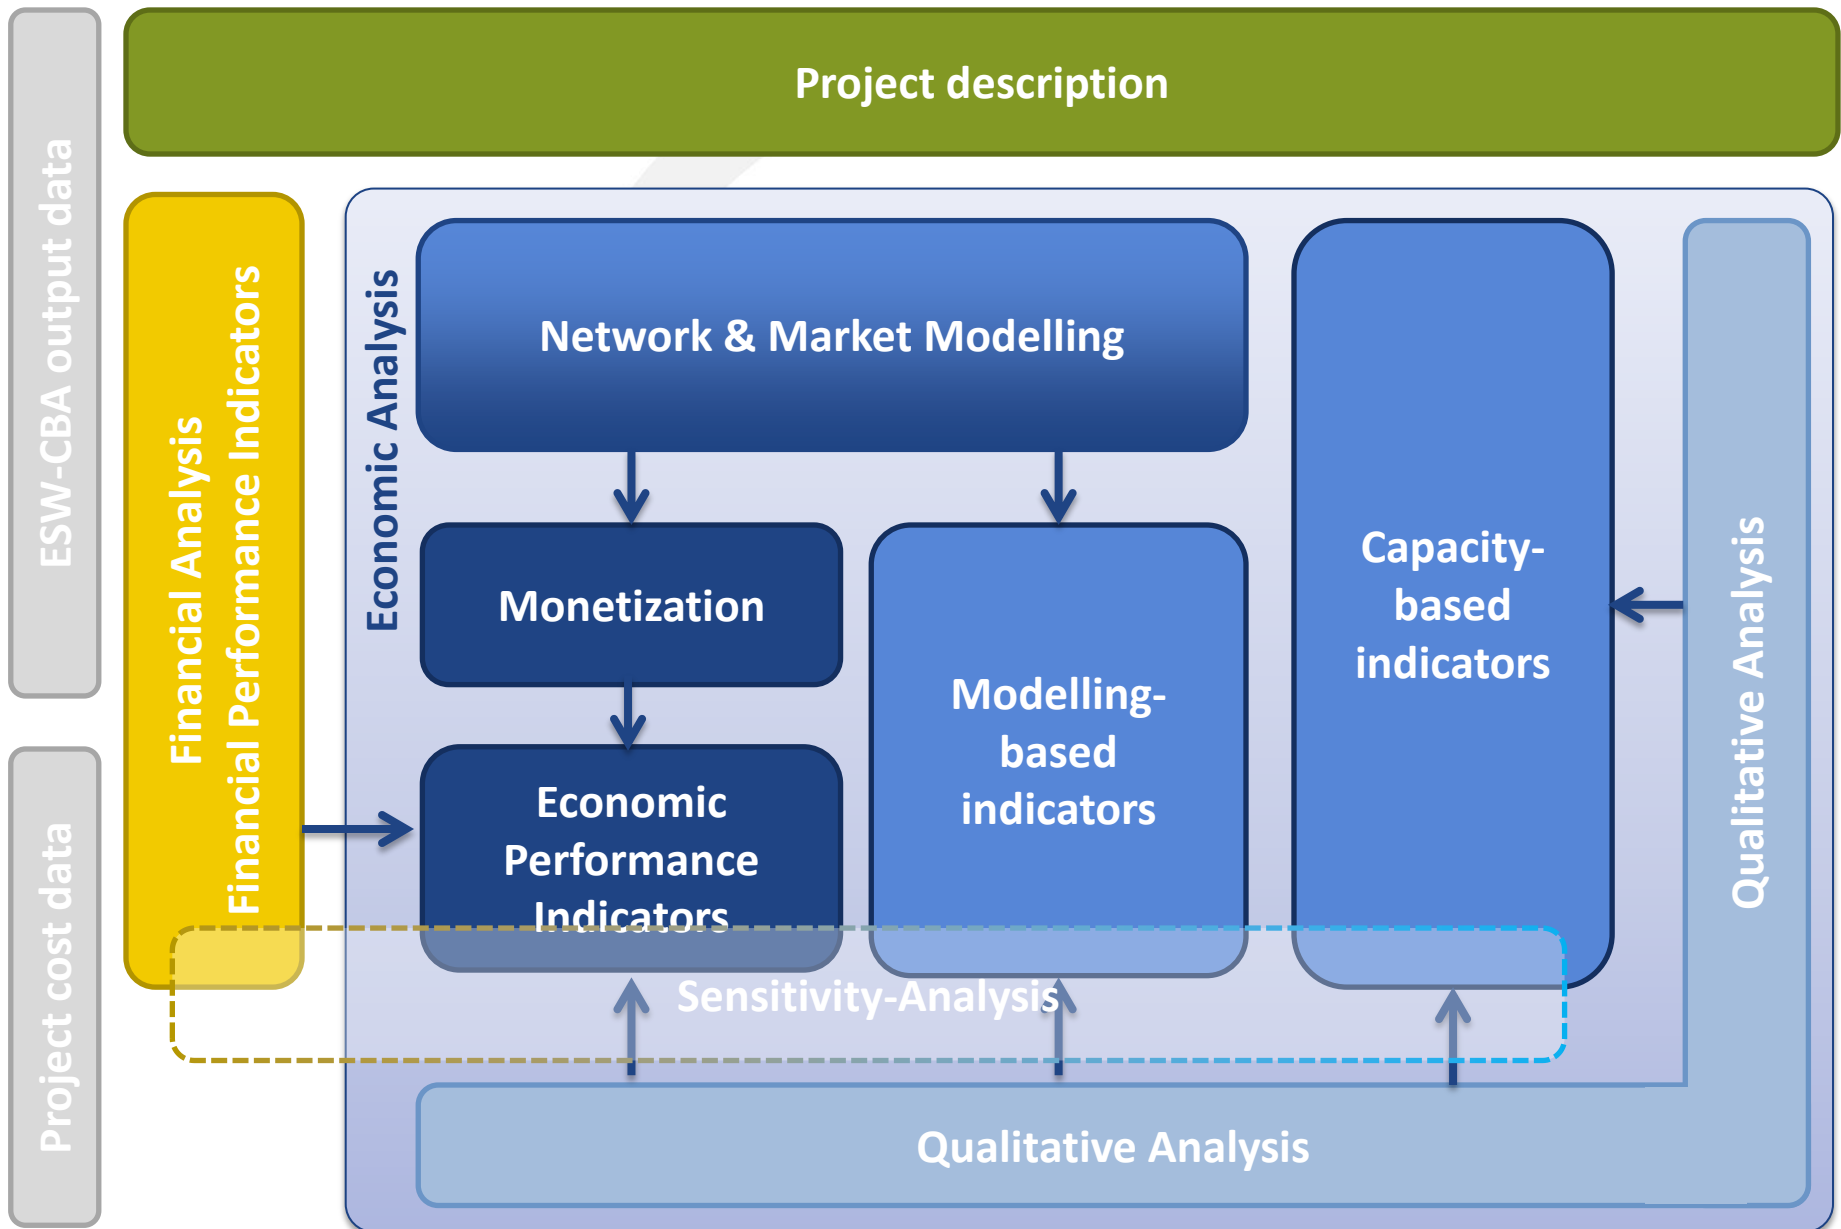 Project description
ESW-CBA output data
Project cost data
Financial Analysis
Financial Performance Indicators
Economic Analysis
Network & Market Modelling
Monetization
Economic
Performance
Indicators
Modelling-
based
indicators
Capacity-
based
indicators
Qualitative Analysis
Sensitivity-Analysis
Qualitative Analysis